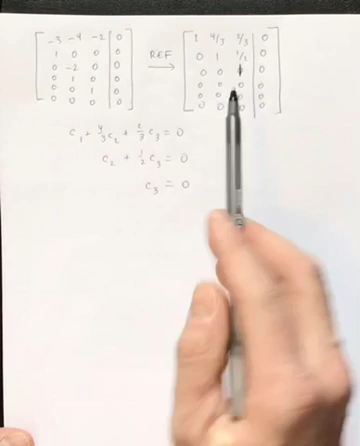 -3 -4 -2 | 0 REF 1 4/3 2/3 | 0
1 0 0 | 0 0 1 1/2 | 0
0 -2 0 | 0 0 0 1 | 0
0 1 0 | 0 0 0 0 | 0
0 0 1 | 0 0 0 0 | 0
0 0 0 | 0 0 0 0 | 0
c₁ + 4/3 c₂ + 2/3 c₃ = 0
c₂ + 1/2 c₃ = 0
c₃ = 0